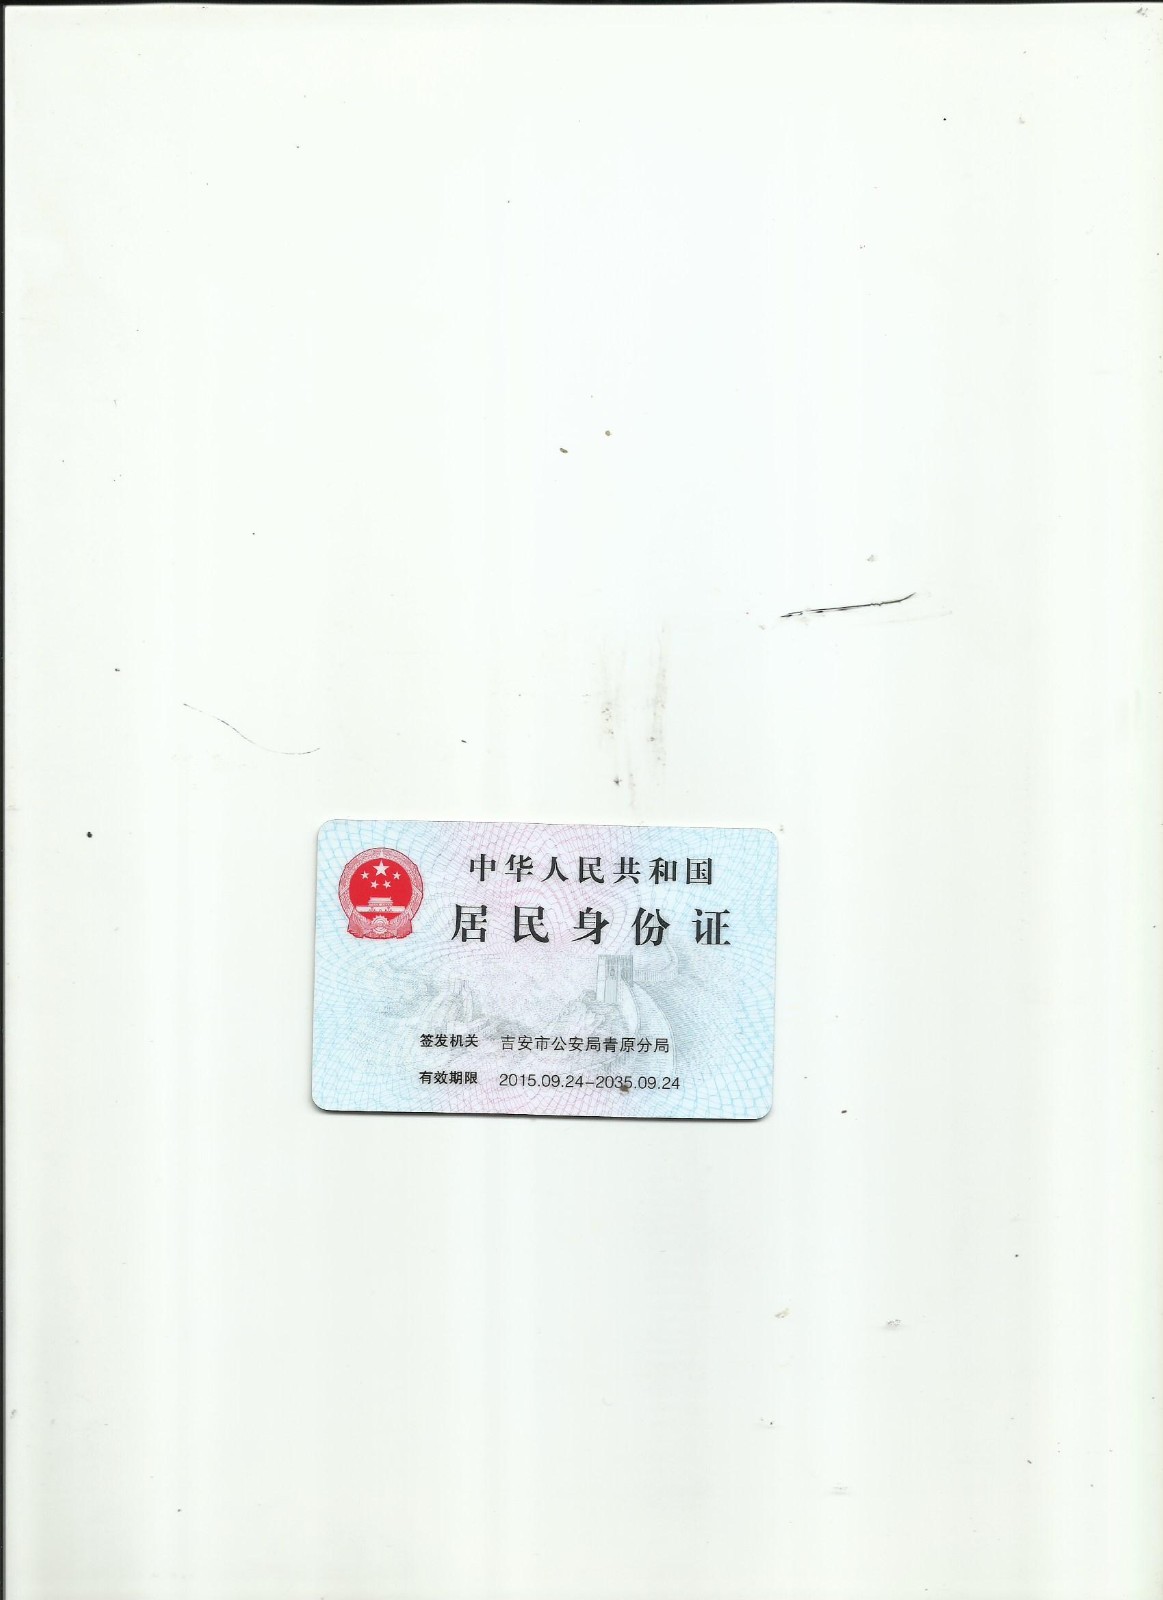 中华人民共和国
居民身份证
签发机关 吉安市公安局青原分局
有效期限 2015.09.24-2035.09.24